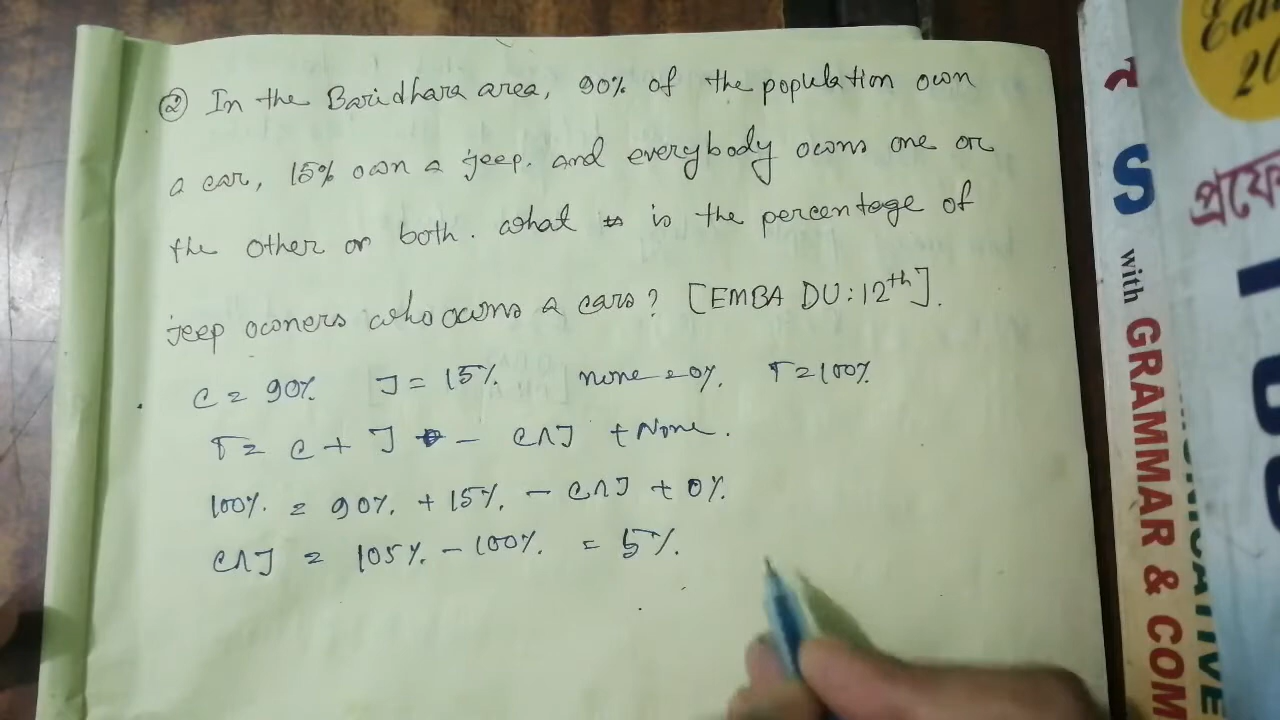 ② In the Baridhara area, 90% of the population own
a car, 15% own a jeep. and everybody owns one or
the other or both. what is the percentage of
jeep owners who owns a cars? [EMBA DU:12th].
C = 90% J = 15% none = 0%. T = 100%
T = C + J - C∩J + None.
100% = 90% + 15% - C∩J + 0%
C∩J = 105% - 100% = 5%.
with GRAMMAR & COM
S
প্রফে